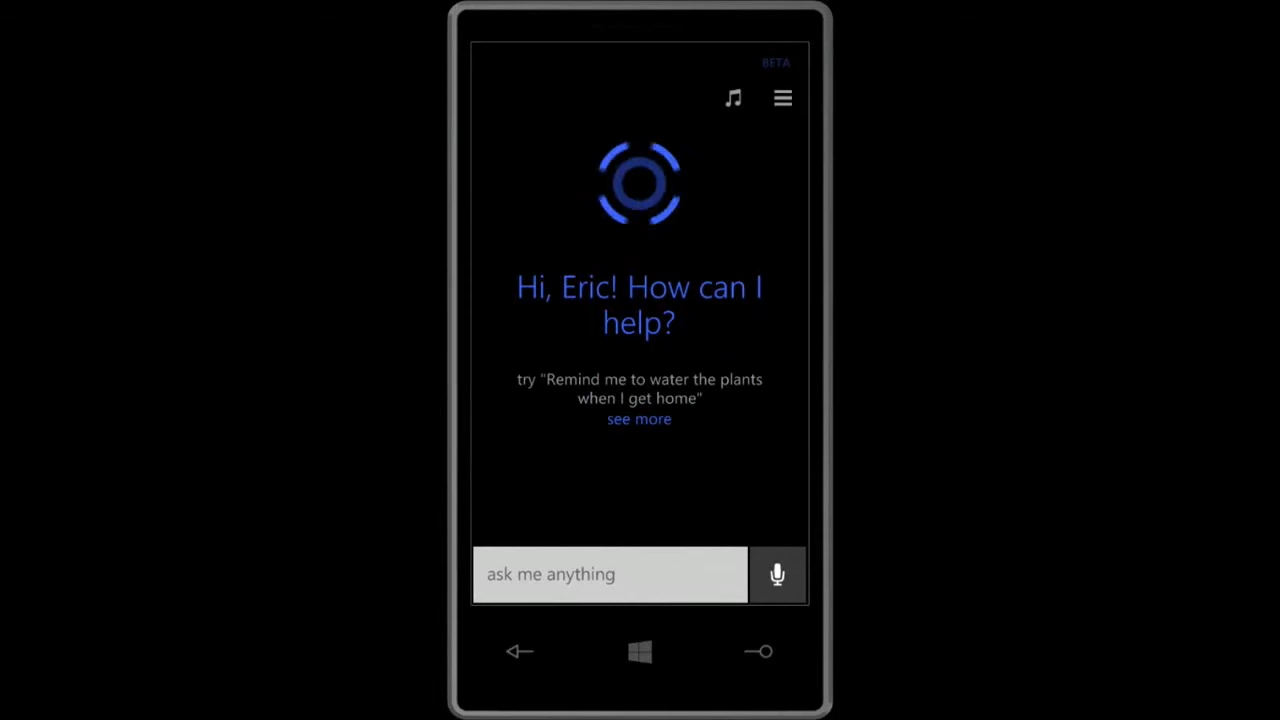 BETA
Hi, Eric! How can I
help?
try "Remind me to water the plants
when I get home"
see more
ask me anything